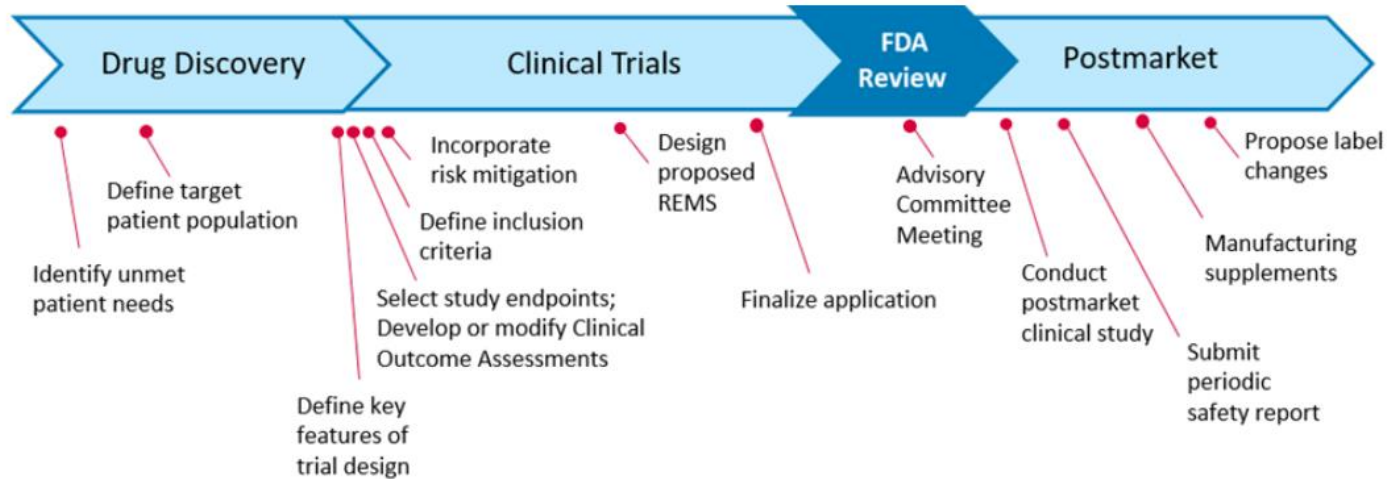 Drug Discovery
Clinical Trials
FDA
Review
Postmarket
Identify unmet
patient needs
Define target
patient population
Define key
features of
trial design
Select study endpoints;
Develop or modify Clinical
Outcome Assessments
Define inclusion
criteria
Incorporate
risk mitigation
Design
proposed
REMS
Finalize application
Advisory
Committee
Meeting
Conduct
postmarket
clinical study
Submit
periodic
safety report
Manufacturing
supplements
Propose label
changes